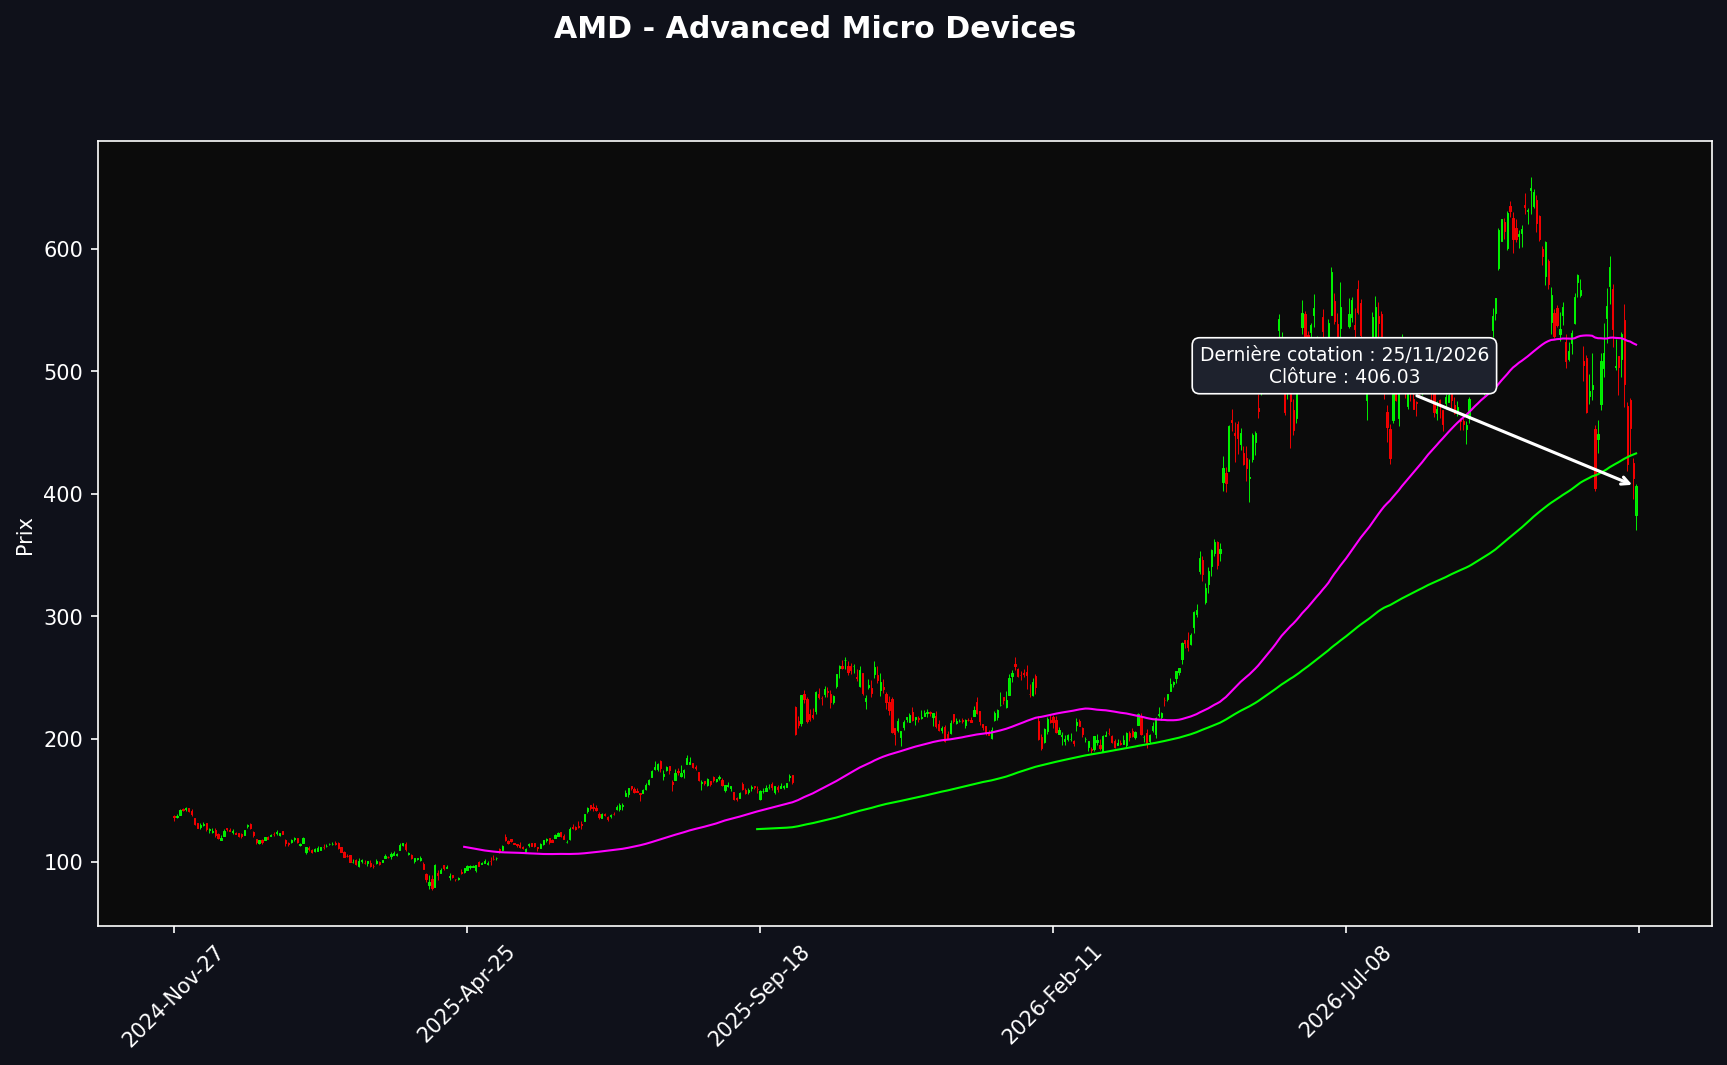 AMD - Advanced Micro Devices
600
500
400
300
200
100
Prix
Dernière cotation : 25/11/2026
Clôture : 406.03
2024-Nov-27
2025-Apr-25
2025-Sep-18
2026-Feb-11
2026-Jul-08